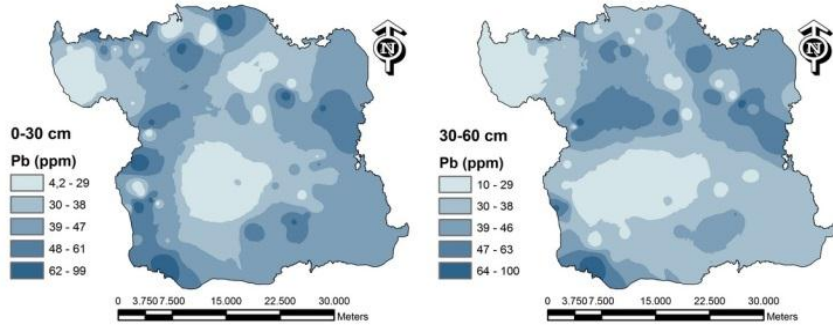 N
0-30 cm
Pb (ppm)
4,2 - 29
30 - 38
39 - 47
48 - 61
62 - 99
0 3.750 7.500 15.000 22.500 30.000
Meters
N
30-60 cm
Pb (ppm)
10 - 29
30 - 38
39 - 46
47 - 63
64 - 100
0 3.750 7.500 15.000 22.500 30.000
Meters